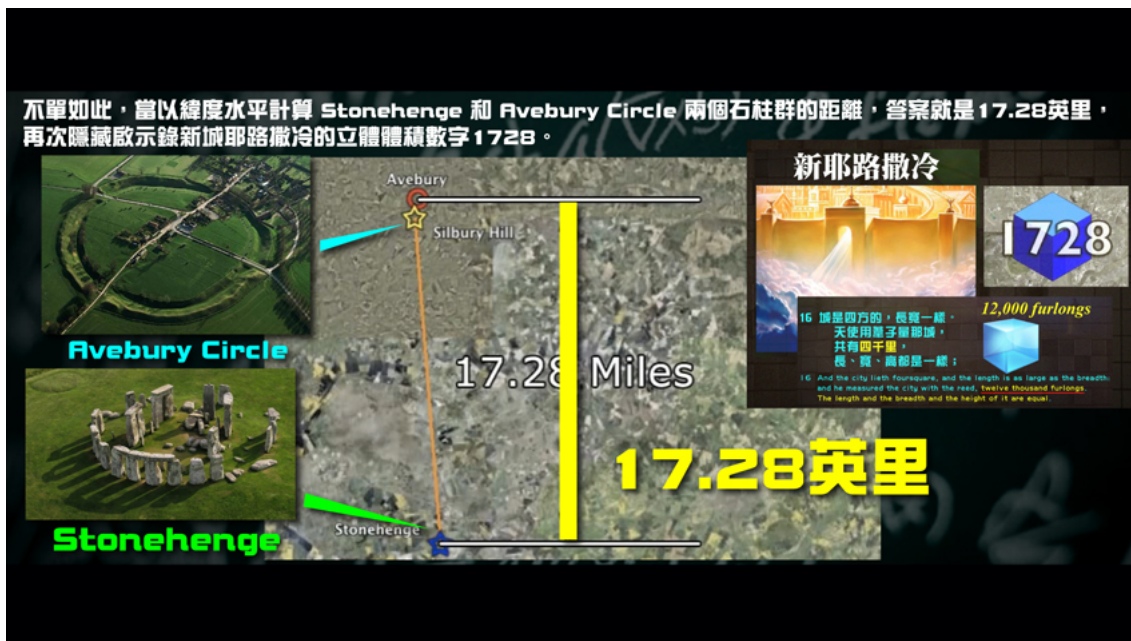 不單如此，當以緯度水平計算 Stonehenge 和 Avebury Circle 兩個石柱群的距離，答案就是17.28英里，
再次隱藏啟示錄新城耶路撒冷的立體體積數字1728。
Avebury
Silbury Hill
Avebury Circle
17.28 Miles
17.28英里
Stonehenge
Stonehenge
新耶路撒冷
1728
12,000 furlongs
16 城是四方的，長寬一樣．
天使用葦子量那城，
共有四千里，
長、寬、高都是一樣；
16 And the city lieth foursquare, and the length is as large as the breadth:
and he measured the city with the reed, twelve thousand furlongs.
The length and the breadth and the height of it are equal.